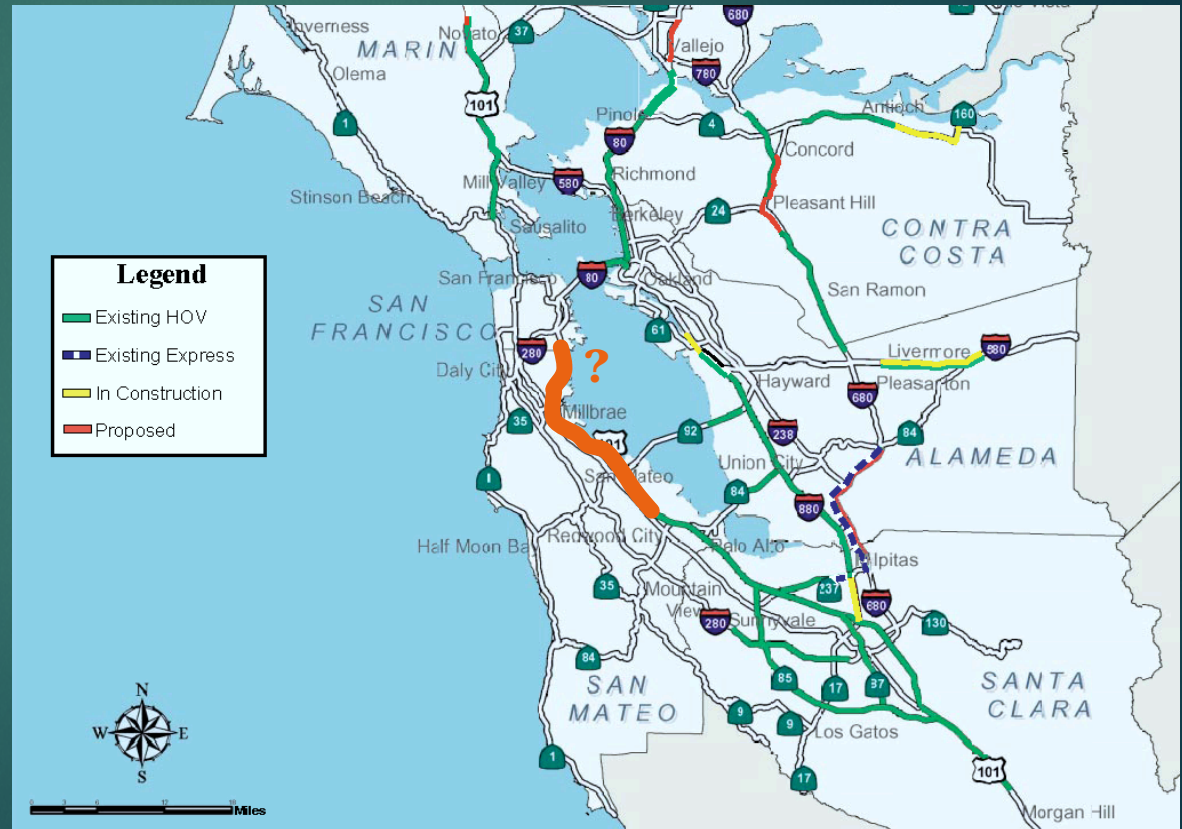 680
Inverness
Novato
37
MARIN
Vallejo
780
Olema
101
Pinole
4
Antioch
160
1
80
Concord
Mill Valley
580
Richmond
Stinson Beach
Berkeley
24
Pleasant Hill
Sausalito
CONTRA
COSTA
Legend
San Francisco
80
Oakland
San Ramon
SAN
FRANCISCO
Existing HOV
61
Existing Express
280
?
Livermore
580
Daly City
Hayward
Pleasanton
In Construction
680
35
Millbrae
Proposed
92
238
84
101
ALAMEDA
San Mateo
Union City
1
84
880
Half Moon Bay
Redwood City
Palo Alto
Milpitas
35
Mountain
View
237
680
280
Sunnyvale
130
84
85
17
87
SANTA
CLARA
SAN
MATEO
9
9
Los Gatos
N
W
E
S
1
17
101
Miles
Morgan Hill